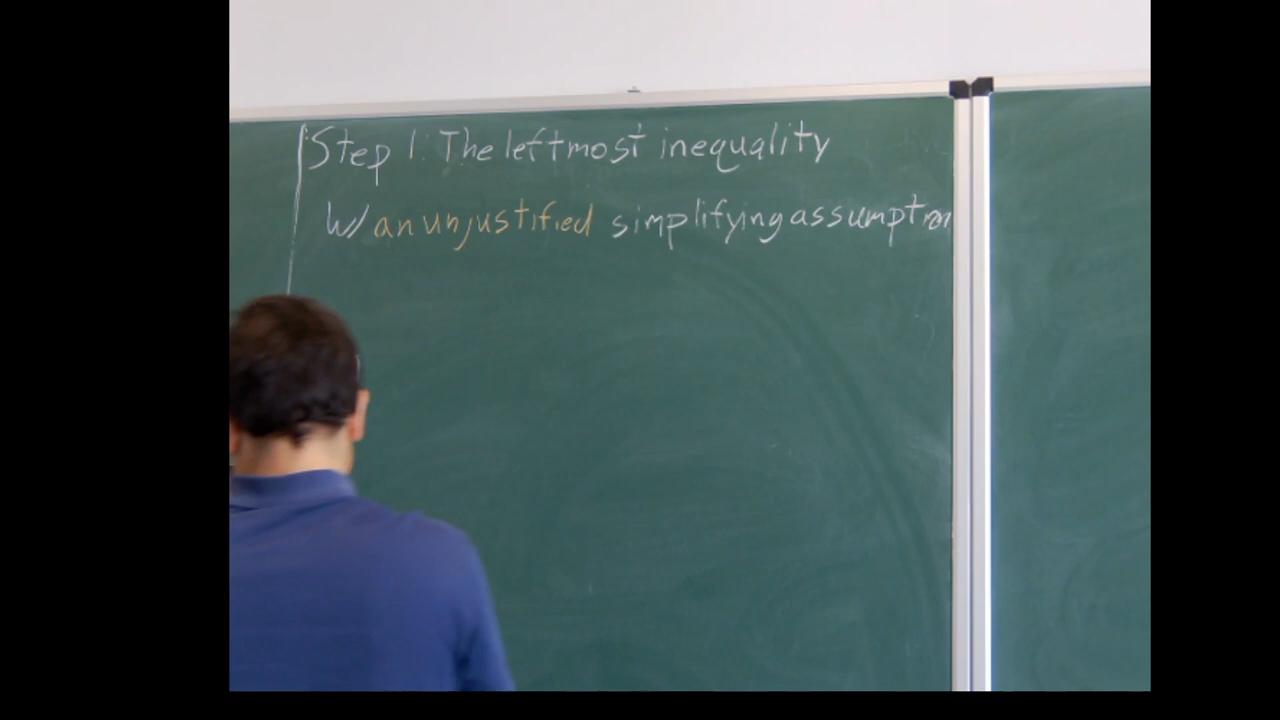 Step 1: The leftmost inequality
W/ an unjustified simplifying assumption